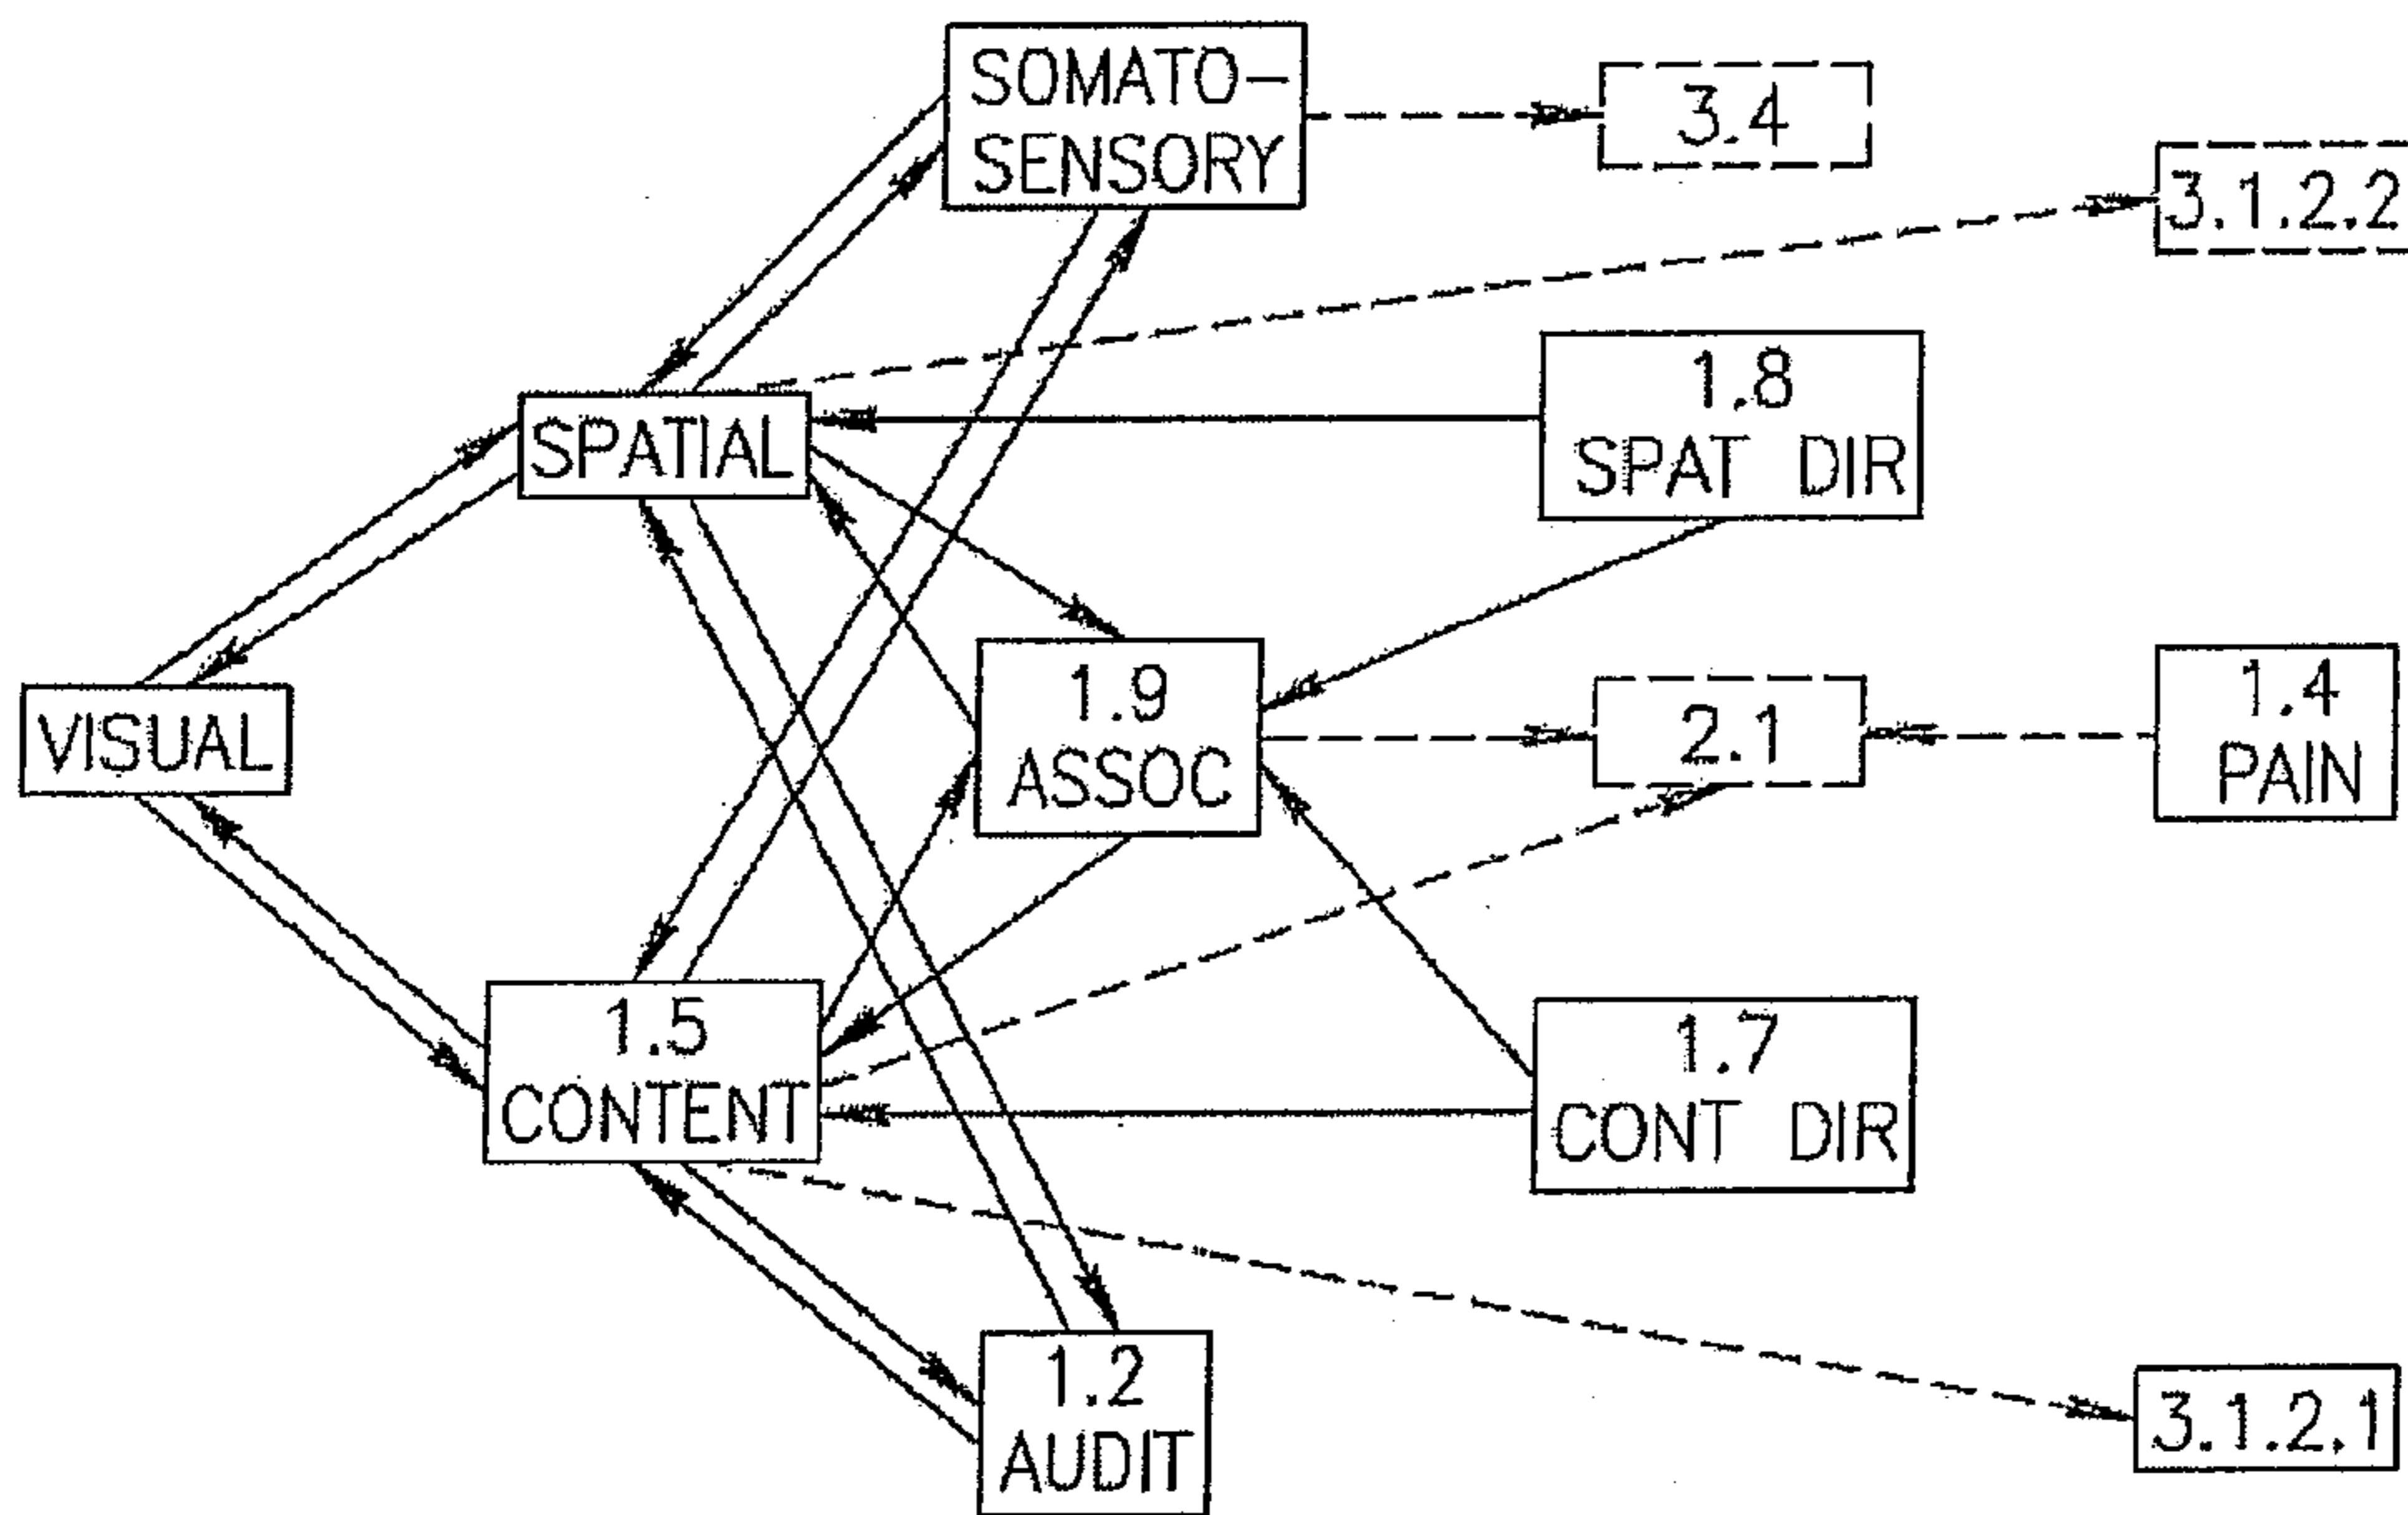 SOMATO-
SENSORY
3.4
3.1.2.2
SPATIAL
1.8
SPAT DIR
VISUAL
1.9
ASSOC
2.1
1.4
PAIN
1.5
CONTENT
1.7
CONT DIR
1.2
AUDIT
3.1.2.1